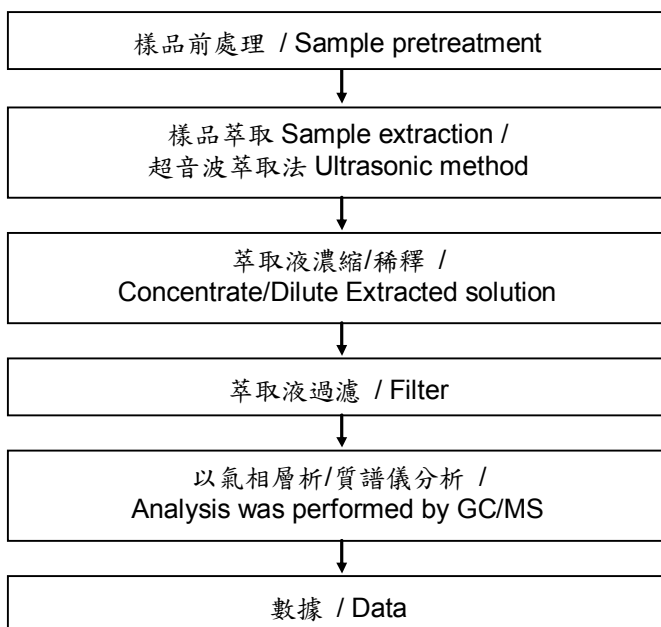 樣品前處理 / Sample pretreatment
樣品萃取 Sample extraction /
超音波萃取法 Ultrasonic method
萃取液濃縮/稀釋 /
Concentrate/Dilute Extracted solution
萃取液過濾 / Filter
以氣相層析/質譜儀分析 /
Analysis was performed by GC/MS
數據 / Data